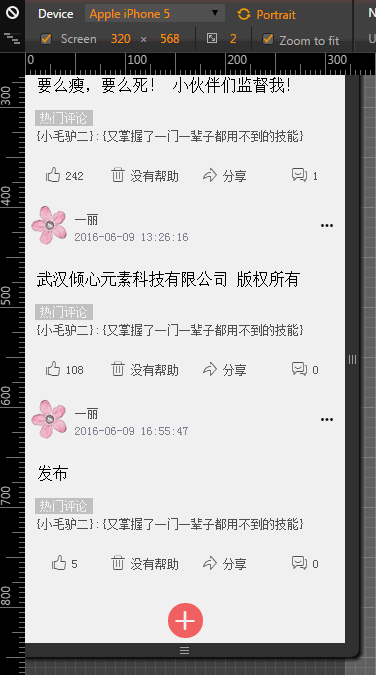 Device Apple iPhone 5 Portrait N
Screen 320 × 568 2 Zoom to fit U
0 100 200 300
300
要么瘦，要么死！ 小伙伴们监督我！
热门评论
{小毛驴二}:{又掌握了一门一辈子都用不到的技能}
242 没有帮助 分享 1
400
一丽
2016-06-09 13:26:16
武汉倾心元素科技有限公司 版权所有
500
热门评论
{小毛驴二}:{又掌握了一门一辈子都用不到的技能}
108 没有帮助 分享 0
600
一丽
2016-06-09 16:55:47
发布
700
热门评论
{小毛驴二}:{又掌握了一门一辈子都用不到的技能}
5 没有帮助 分享 0
800